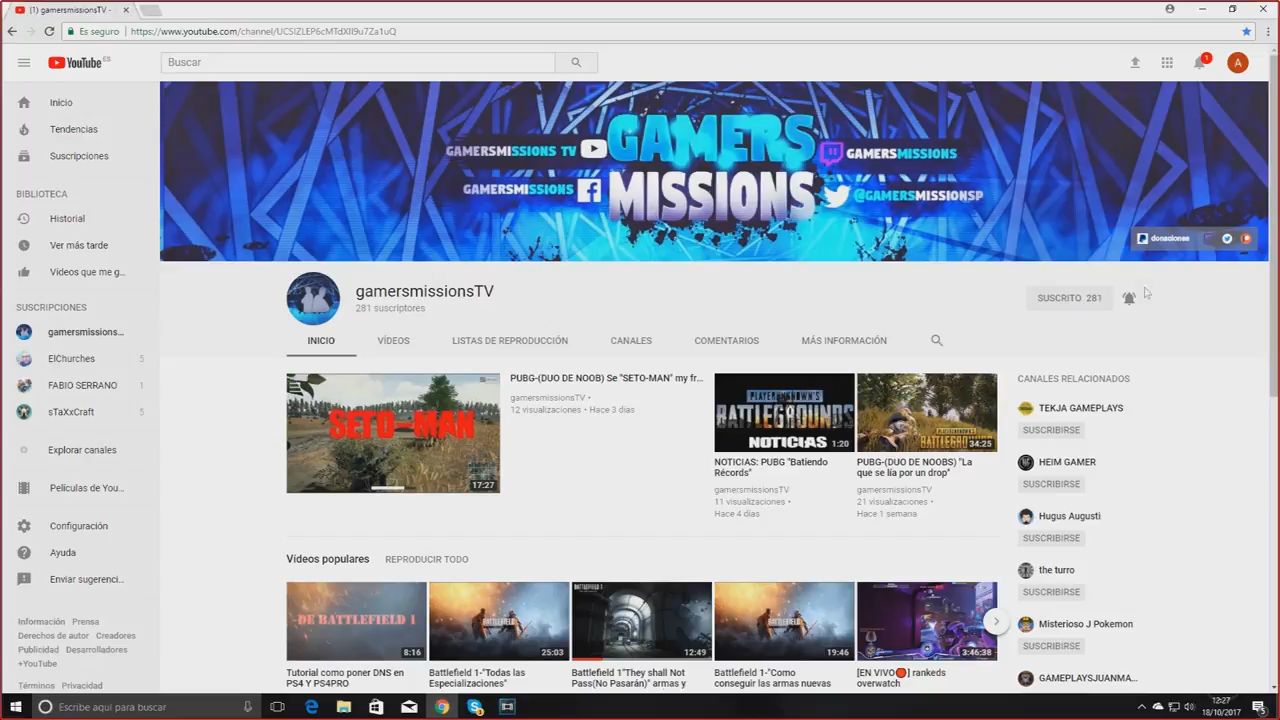 (1) gamersmissionsTV -
Es seguro
https://www.youtube.com/channel/UCSIZLEP6cMTdXII9u7Za1uQ
YouTube ES
Buscar
1
A
Inicio
Tendencias
Suscripciones
BIBLIOTECA
Historial
Ver más tarde
Vídeos que me g...
SUSCRIPCIONES
gamersmissions...
ElChurches 5
FABIO SERRANO 1
sTaXxCraft 5
Explorar canales
Películas de You...
Configuración
Ayuda
Enviar sugerenci...
Información Prensa
Derechos de autor Creadores
Publicidad Desarrolladores
+YouTube
Términos Privacidad
GAMERSMISSIONS TV
GAMERSMISSIONS
GAMERS
MISSIONS
GAMERSMISSIONS
@GAMERSMISSIONSP
donaciones
gamersmissionsTV
281 suscriptores
SUSCRITO 281
INICIO VÍDEOS LISTAS DE REPRODUCCIÓN CANALES COMENTARIOS MÁS INFORMACIÓN
SETO-MAN
17:27
PUBG-(DUO DE NOOB) Se "SETO-MAN" my fr...
gamersmissionsTV •
12 visualizaciones • Hace 3 días
PLAYERUNKNOWN'S
BATTLEGROUNDS
NOTICIAS
1:20
NOTICIAS: PUBG "Batiendo
Récords"
gamersmissionsTV
11 visualizaciones •
Hace 4 días
BATTLEGROUNDS
34:25
PUBG-(DUO DE NOOBS) "La
que se lía por un drop"
gamersmissionsTV
21 visualizaciones •
Hace 1 semana
Vídeos populares REPRODUCIR TODO
DE BATTLEFIELD 1
8:16
Tutorial como poner DNS en
PS4 Y PS4PRO
BATTLEFIELD
25:03
Battlefield 1-"Todas las
Especializaciones"
BATTLEFIELD 1
12:49
Battlefield 1"They shall Not
Pass(No Pasarán)" armas y
BATTLEFIELD
19:46
Battlefield 1-"Como
conseguir las armas nuevas
3:46:38
[EN VIVO🔴] rankeds
overwatch
CANALES RELACIONADOS
TEKJA GAMEPLAYS
SUSCRIBIRSE
HEIM GAMER
SUSCRIBIRSE
Hugus Augusti
SUSCRIBIRSE
the turro
SUSCRIBIRSE
Misterioso J Pokemon
SUSCRIBIRSE
GAMEPLAYSJUANMA...
Escribe aquí para buscar
12:27
18/10/2017
5